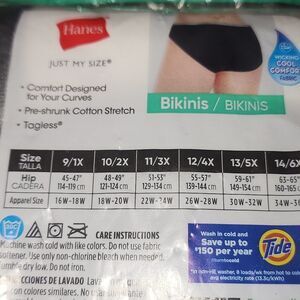 Hanes
JUST MY SIZE
WICKING
COOL
COMFORT
FABRIC
• Comfort Designed
for Your Curves
• Pre-shrunk Cotton Stretch
• Tagless
Bikinis / BIKINIS
Size 9/1X 10/2X 11/3X 12/4X 13/5X 14/6X
TALLA
Hip 45-47" 48-49" 51-53" 55-57" 59-61" 63-65"
CADERA 114-119 cm 121-124 cm 129-134 cm 139-144 cm 149-154 cm 160-165
Apparel Size 16W -18W 18W -20W 22W -24W 26W -28W 30W -32W 34W
CARE INSTRUCTIONS
Machine wash cold with like colors. Do not use fabric
softener. Use only non-chlorine bleach when needed.
Tumble dry low. Do not iron.
CCIONES DE LAVADO
on colores similares. No usar
Wash in cold and
Save up to
$150 per year
#turntocold
Tide